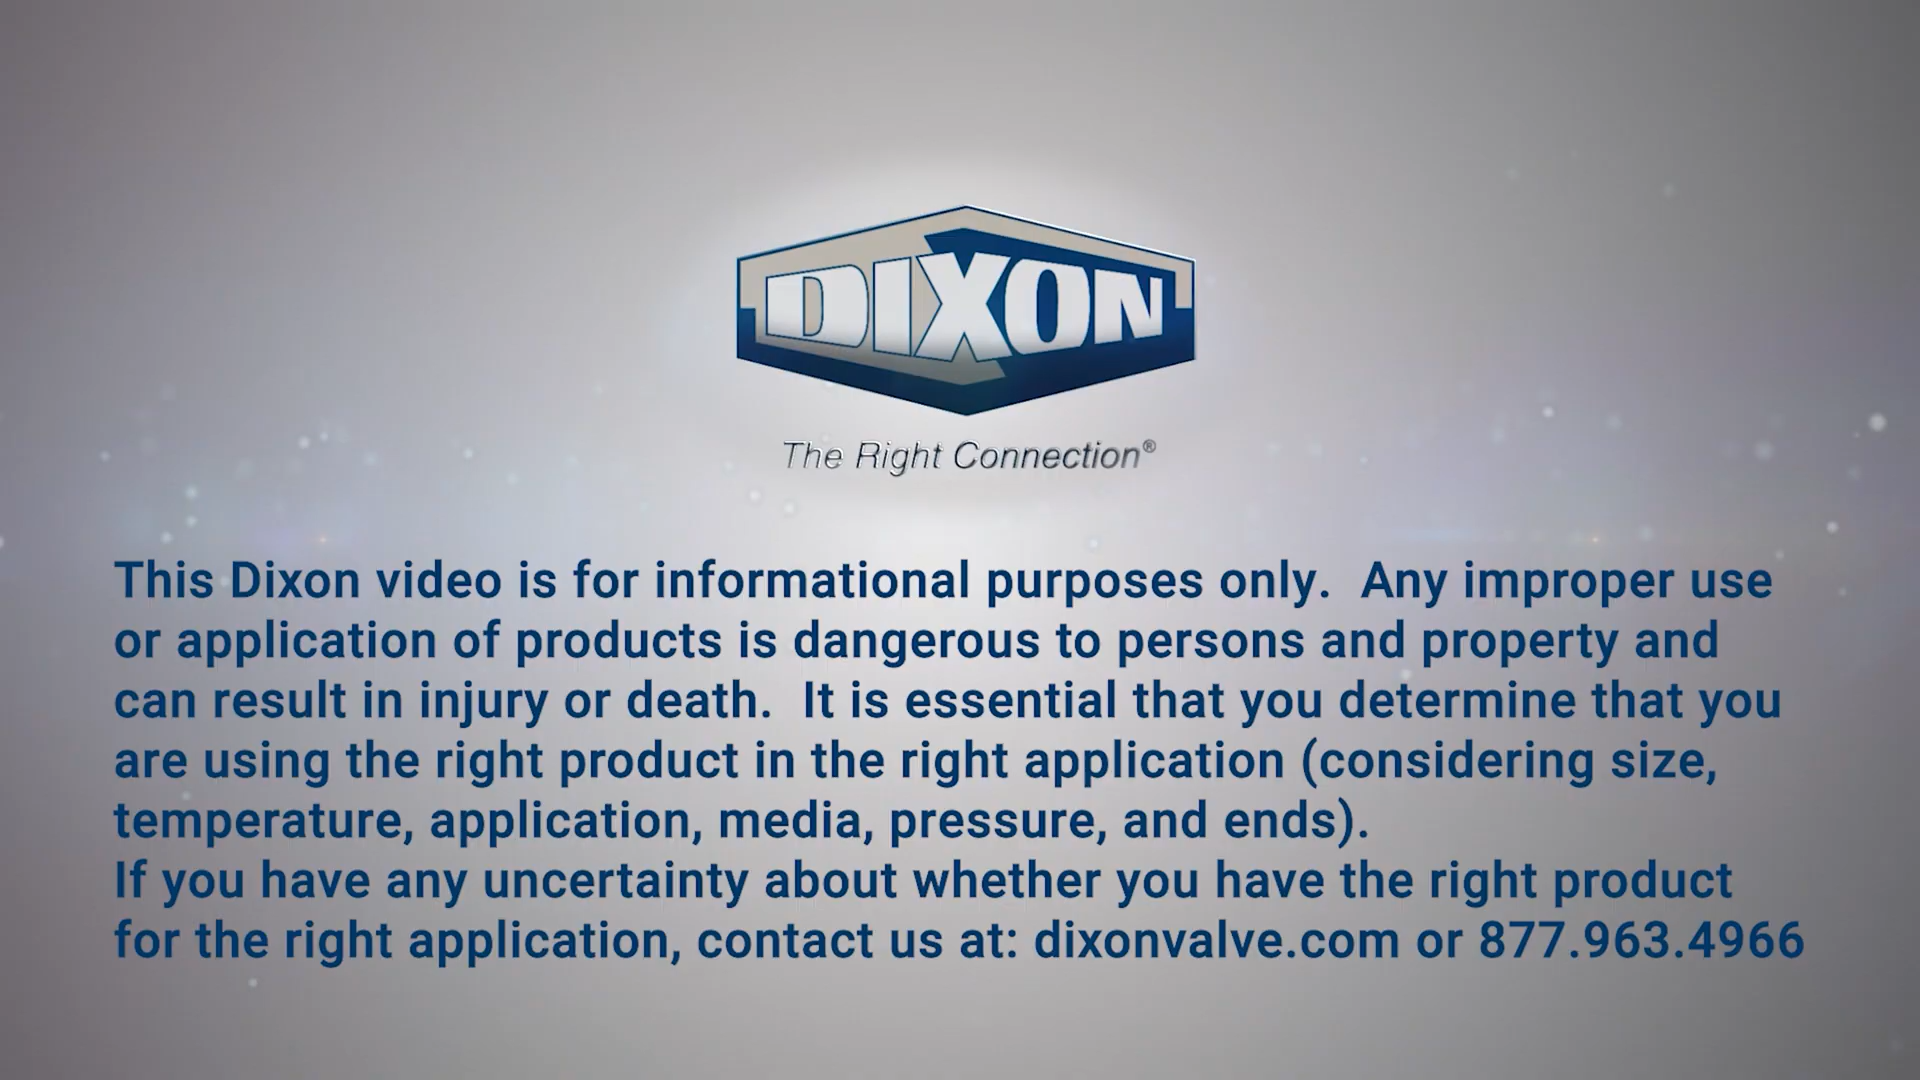 DIXON
The Right Connection®
This Dixon video is for informational purposes only.  Any improper use
or application of products is dangerous to persons and property and
can result in injury or death.  It is essential that you determine that you
are using the right product in the right application (considering size,
temperature, application, media, pressure, and ends).
If you have any uncertainty about whether you have the right product
for the right application, contact us at: dixonvalve.com or 877.963.4966